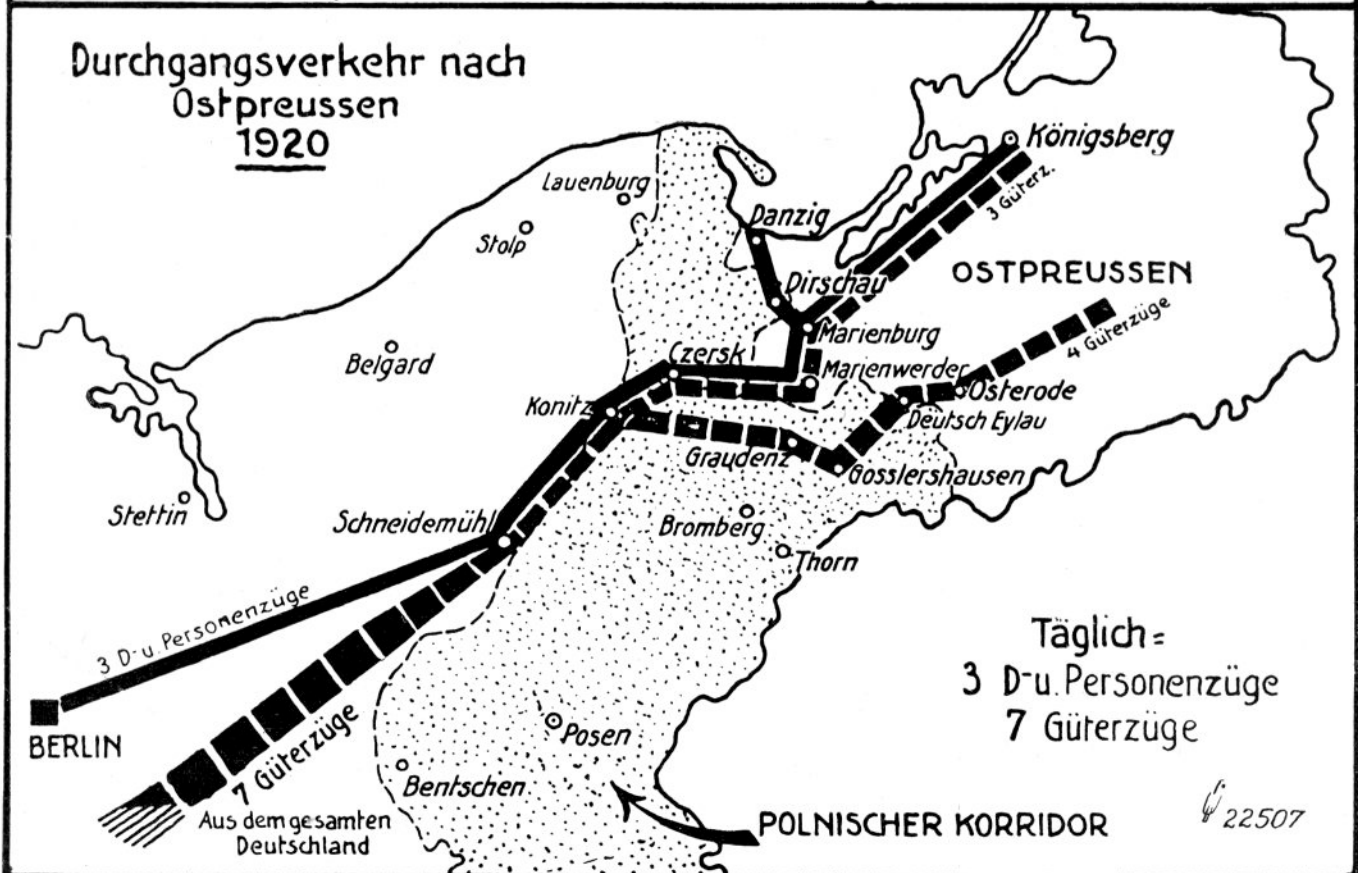 Durchgangsverkehr nach
Ostpreussen
1920
Königsberg
Lauenburg
3 Güterz.
Danzig
Stolp
OSTPREUSSEN
Dirschau
4 Güterzüge
Marienburg
Belgard
Czersk
Marienwerder
Osterode
Konitz
Deutsch Eylau
Graudenz
Gosslershausen
Stettin
Schneidemühl
Bromberg
Thorn
3 D-u. Personenzüge
Täglich =
3 D-u. Personenzüge
7 Güterzüge
BERLIN
Posen
7 Güterzüge
Bentschen
Aus dem gesamten
Deutschland
POLNISCHER KORRIDOR
22507